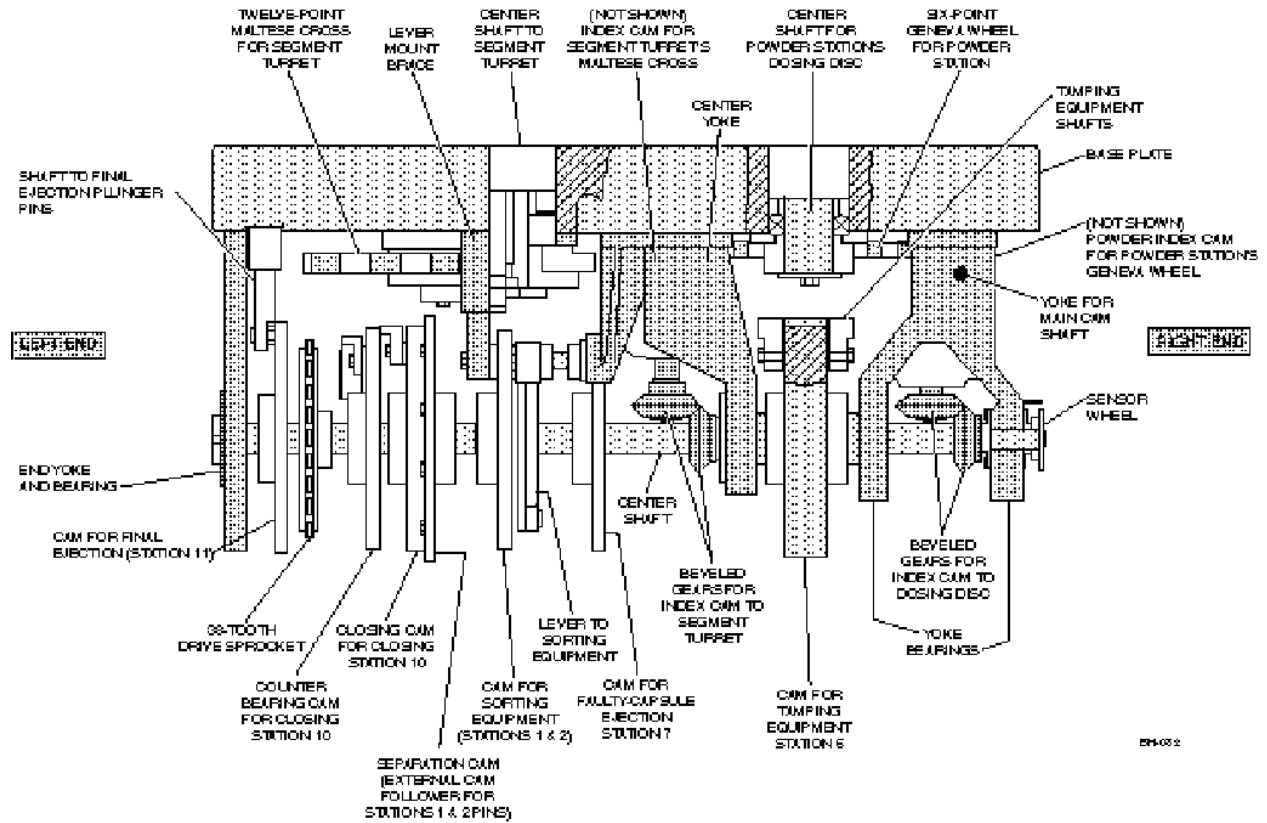 TWELVE-POINT
MALTESE CROSS
FOR SEGMENT
TURRET
LEVER
MOUNT
BRACE
CENTER
SHAFT TO
SEGMENT
TURRET
(NOT SHOWN)
INDEX CAM FOR
SEGMENT TURRET'S
MALTESE CROSS
CENTER
SHAFT FOR
POWDER STATION'S
DOSING DISC
SIX-POINT
GENEVA WHEEL
FOR POWDER
STATION
CENTER
YOKE
TAMPING
EQUIPMENT
SHAFTS
BASE PLATE
SHAFT TO FINAL
EJECTION PLUNGER
PINS
(NOT SHOWN)
POWDER INDEX CAM
FOR POWDER STATION'S
GENEVA WHEEL
YOKE FOR
MAIN CAM
SHAFT
LEFT END
RIGHT END
SENSOR
WHEEL
END YOKE
AND BEARING
CENTER
SHAFT
CAM FOR FINAL
EJECTION (STATION 11)
BEVELED
GEARS FOR
INDEX CAM TO
SEGMENT
TURRET
BEVELED
GEARS FOR
INDEX CAM TO
DOSING DISC
-TOOTH
DRIVE SPROCKET
CLOSING CAM
FOR CLOSING
STATION 10
LEVER TO
SORTING
EQUIPMENT
YOKE
BEARINGS
COUNTER
BEARING CAM
FOR CLOSING
STATION 10
CAM FOR
SORTING
EQUIPMENT
(STATIONS 1 & 2)
CAM FOR
FAULTY-CAPSULE
EJECTION
STATION 7
CAM FOR
TAMPING
EQUIPMENT
STATION
SEPARATION CAM
(EXTERNAL CAM
FOLLOWER FOR
STATIONS 1 & 2 PINS)